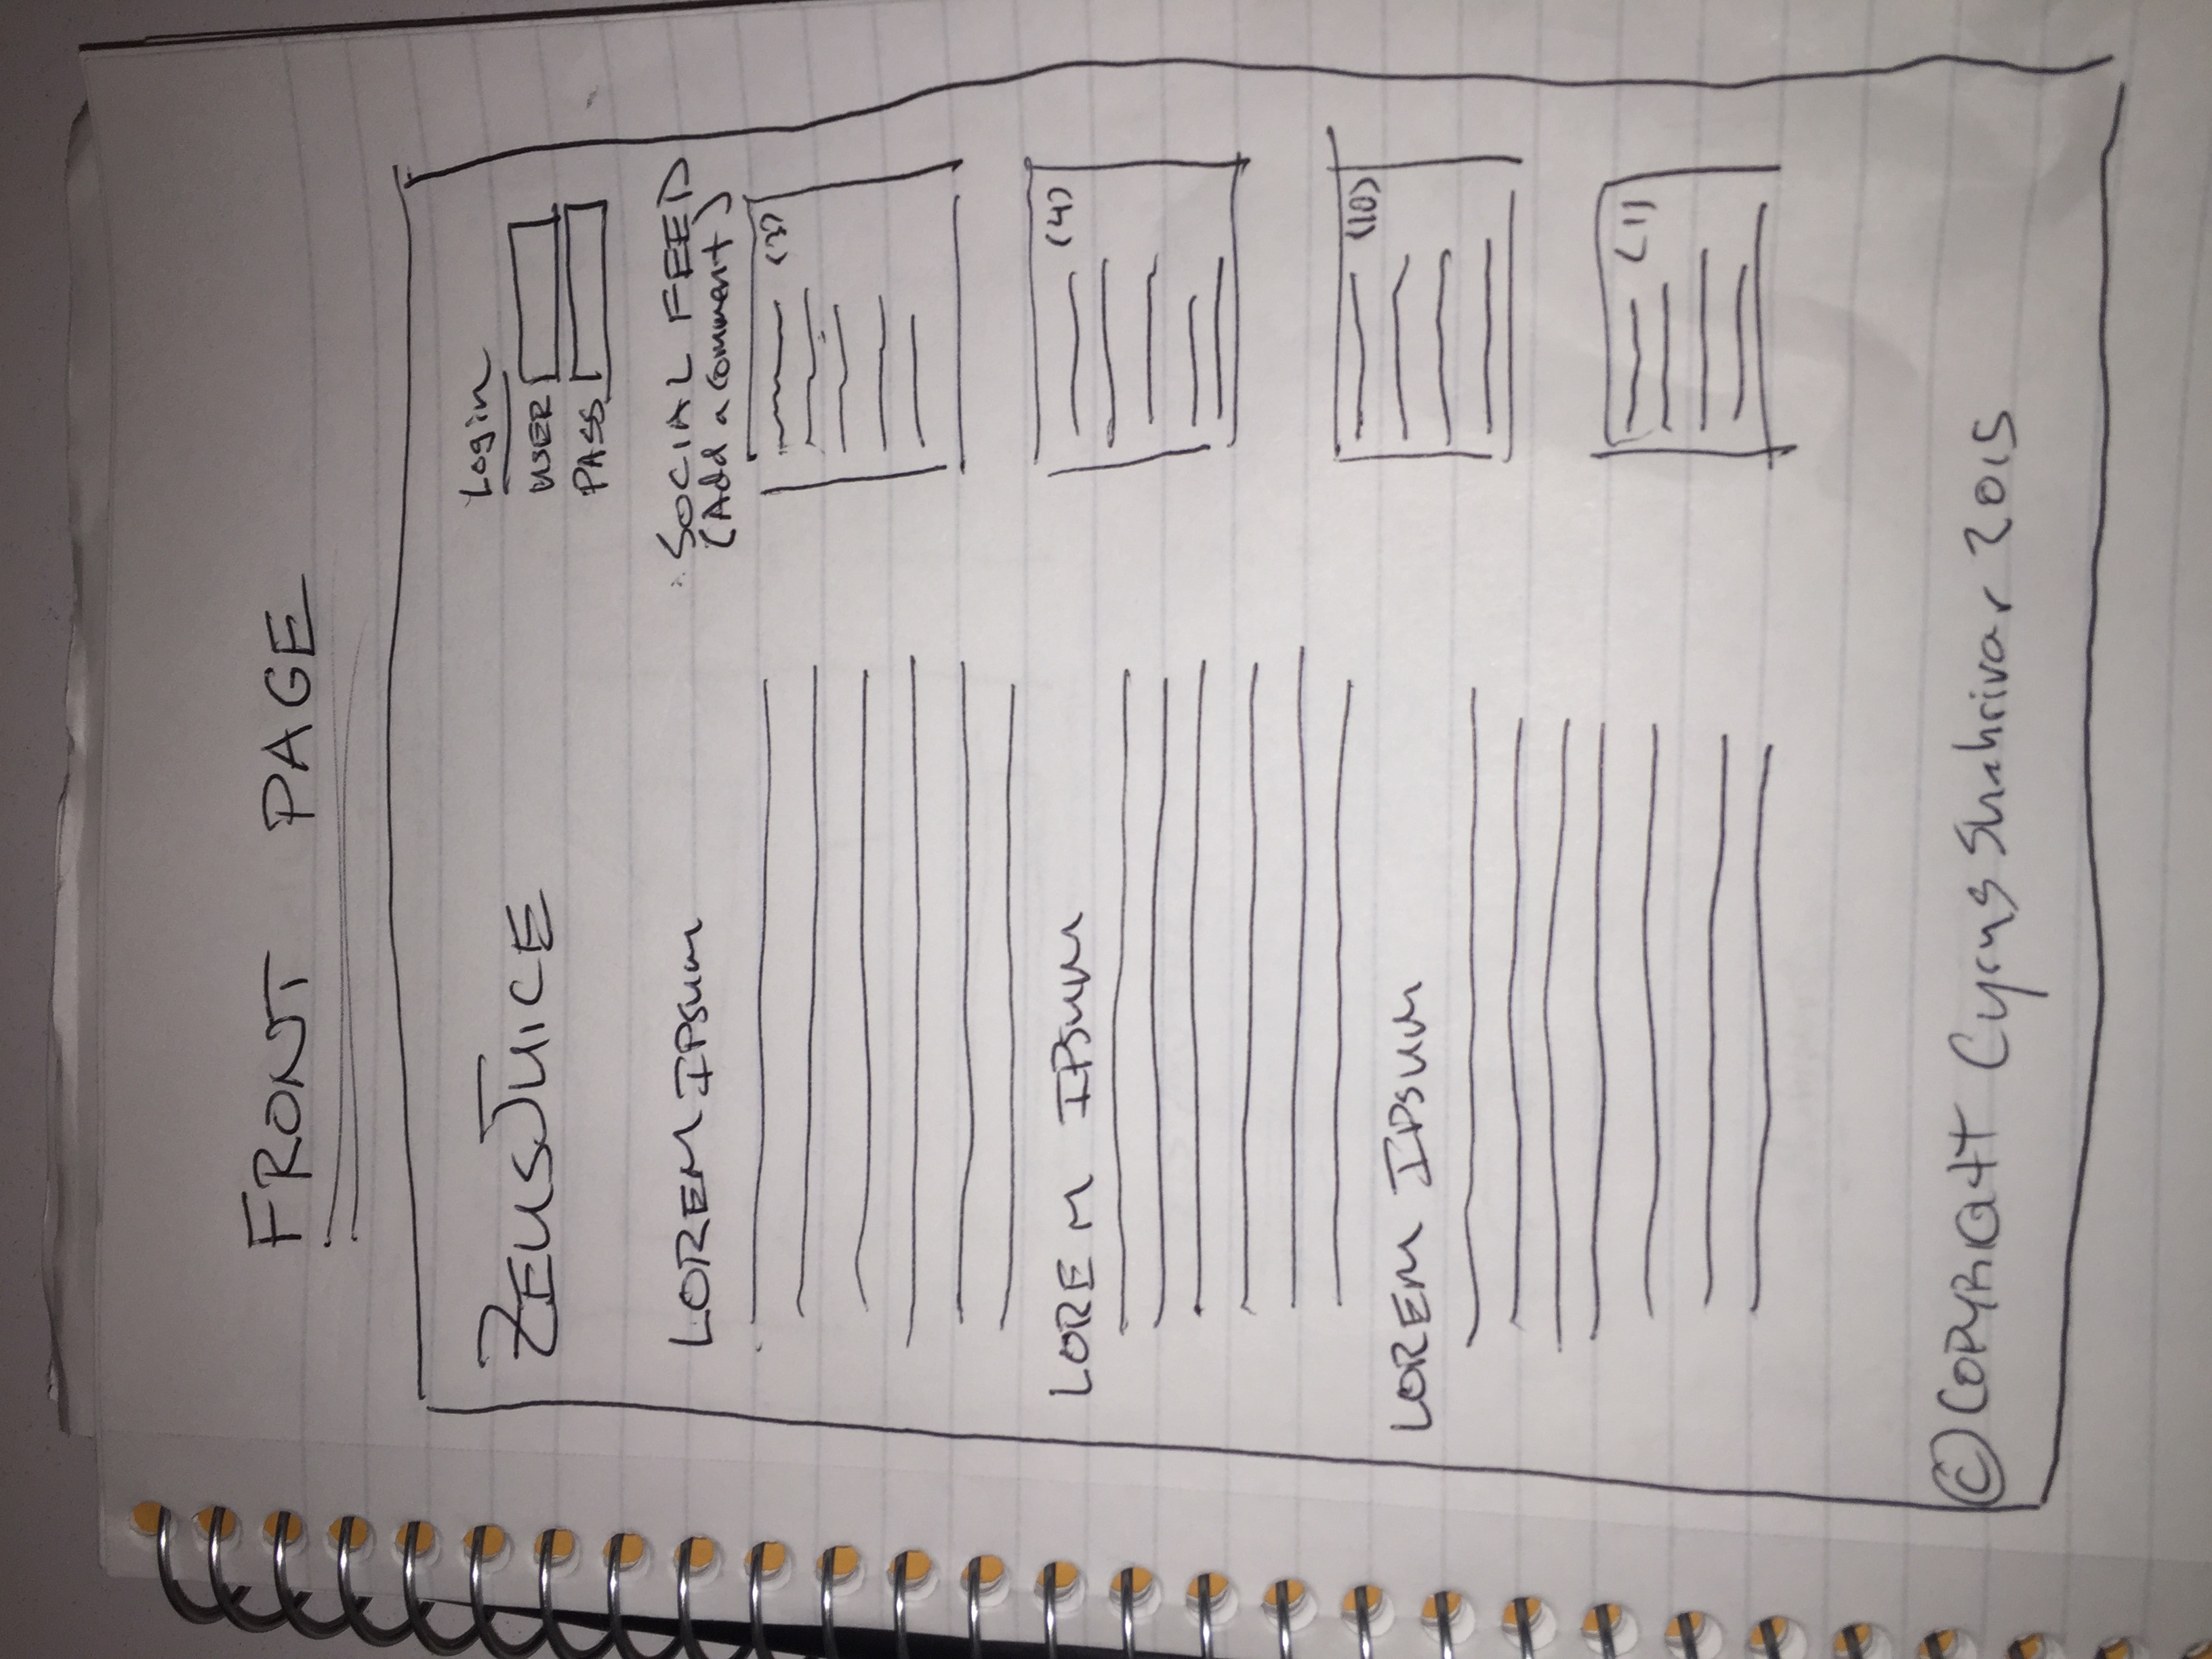 FRONT PAGE
ZEUSJUICE
Login
USER
PASS
LOREM IPSUM
SOCIAL FEED
(Add a comment)
(3)
LOREM IPSUM
(4)
(10)
LOREM IPSUM
(1)
© COPYRIGHT Cyrus Shahrivar 2015